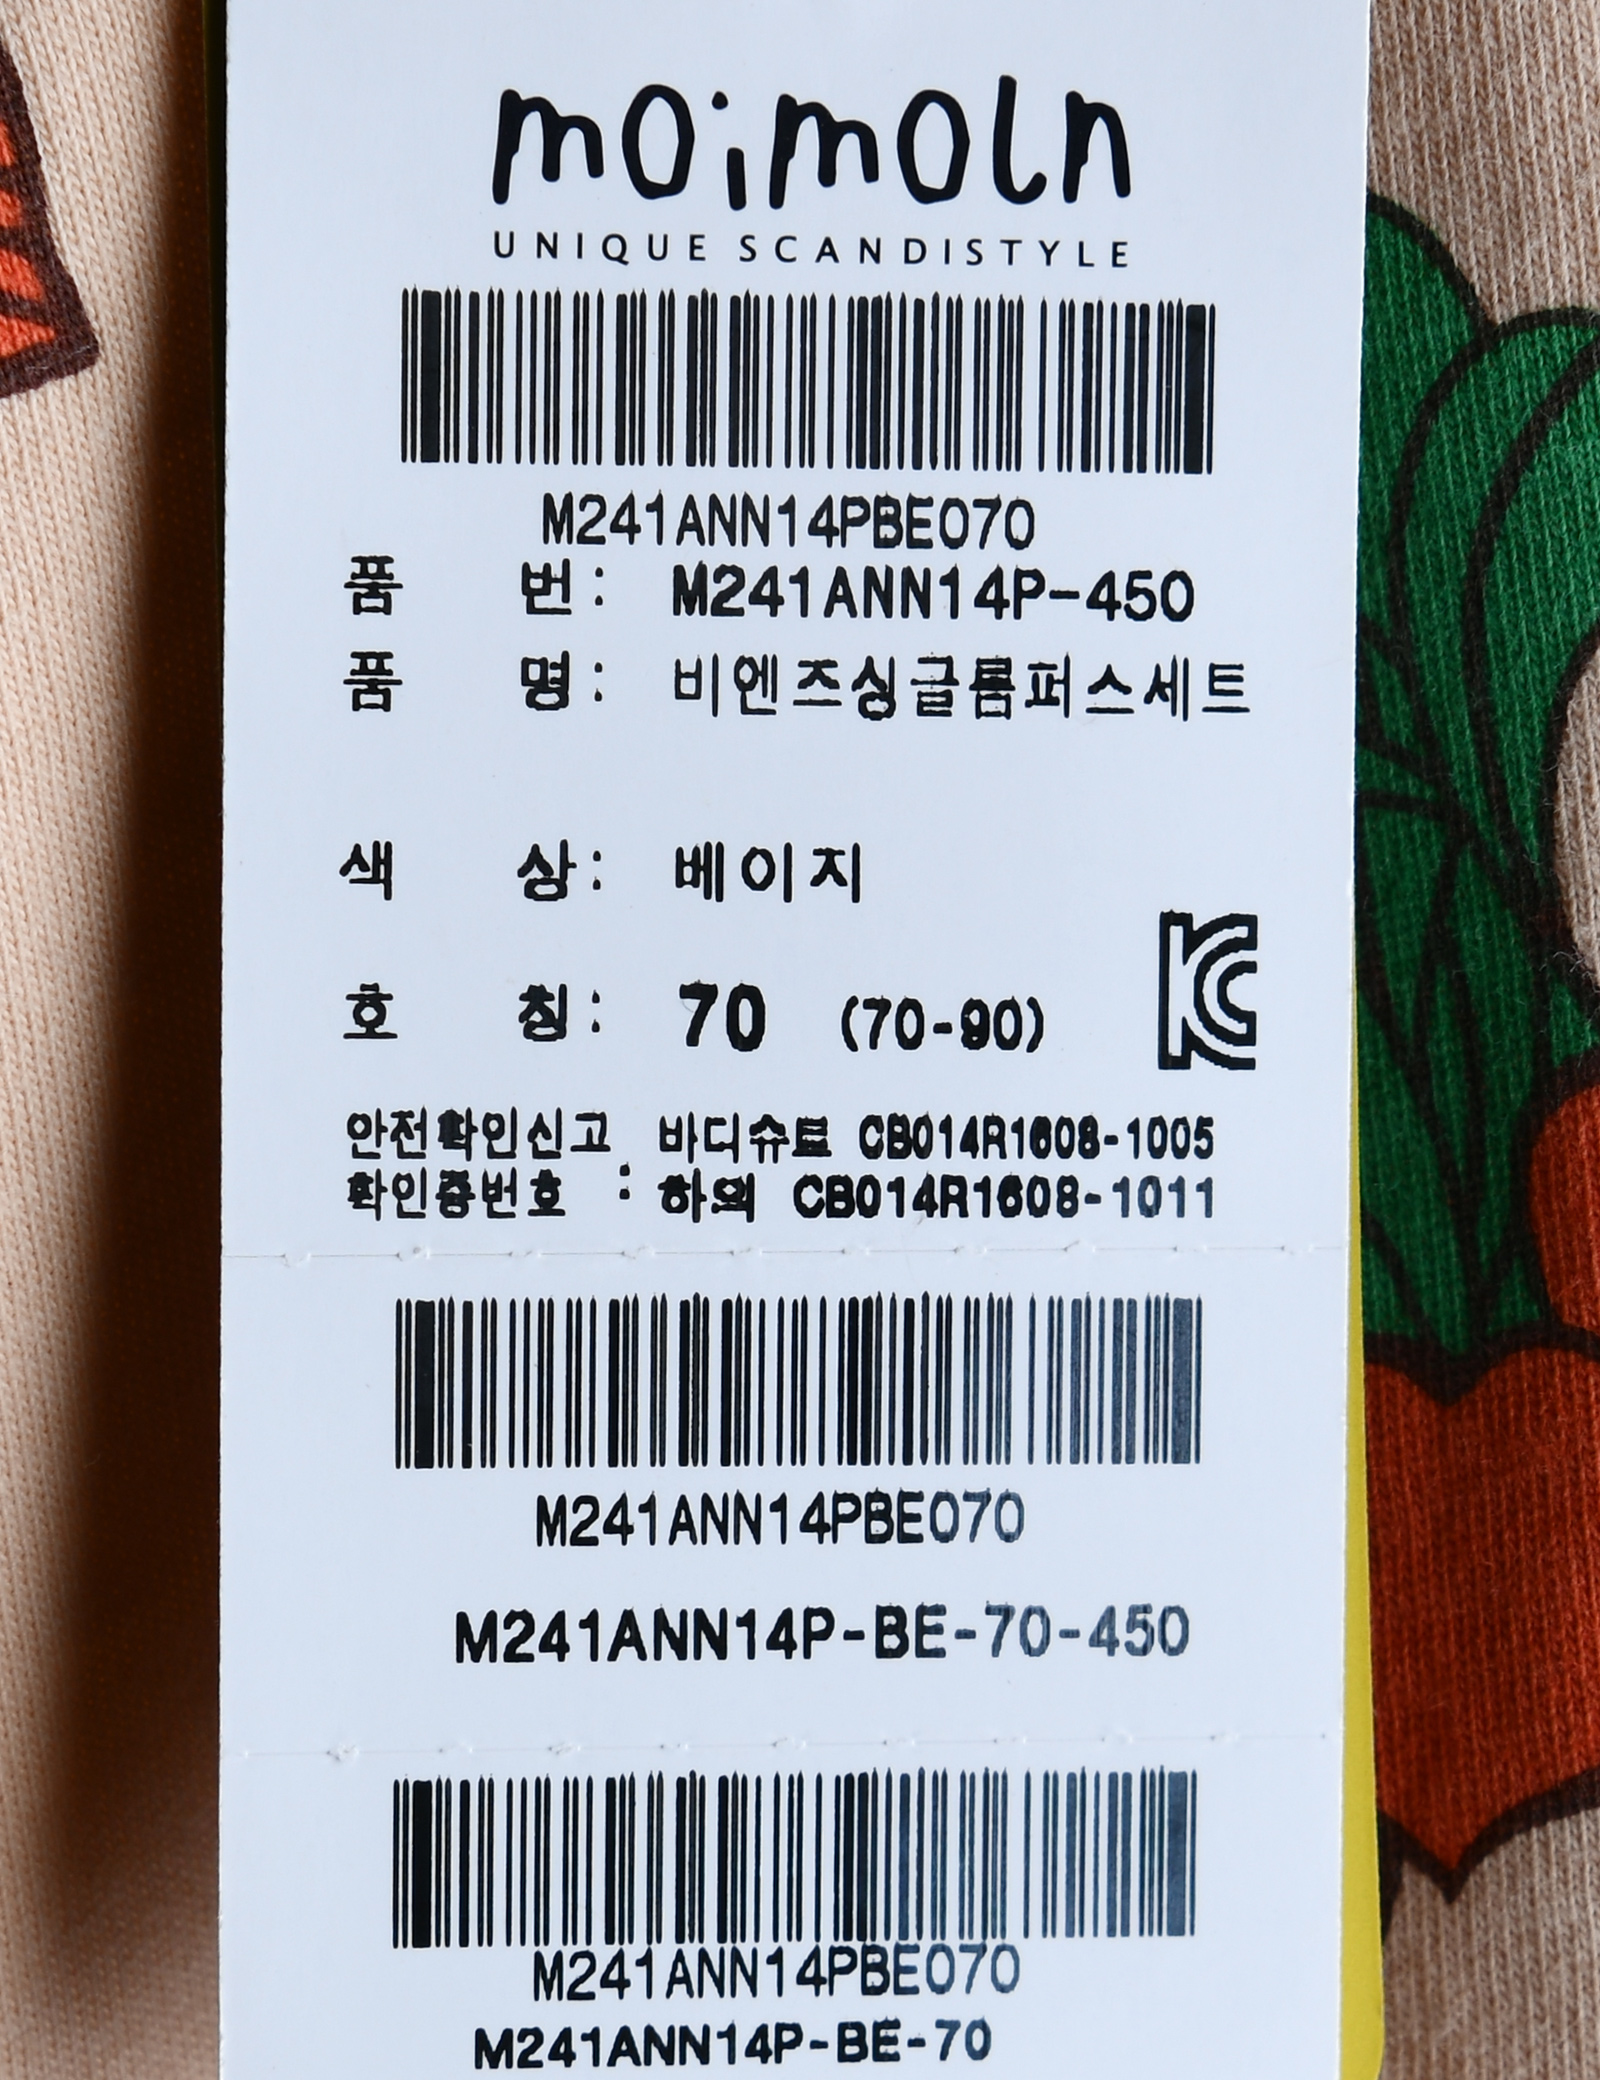 moimoln
UNIQUE SCANDISTYLE
M241ANN14PBE070
품 번: M241ANN14P-450
품 명: 비엔즈싱글롬퍼스세트
색 상: 베이지
호 칭: 70 (70-90)
KC
안전확인신고 바디슈트 CB014R1608-1005
확인증번호 : 하의 CB014R1608-1011
M241ANN14PBE070
M241ANN14P-BE-70-450
M241ANN14PBE070
M241ANN14P-BE-70